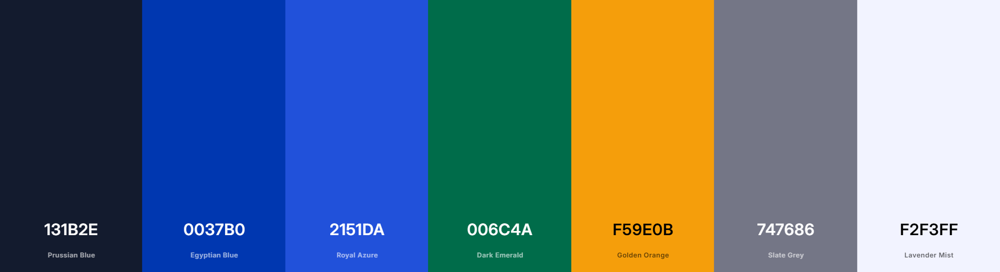 131B2E
Prussian Blue
0037B0
Egyptian Blue
2151DA
Royal Azure
006C4A
Dark Emerald
F59E0B
Golden Orange
747686
Slate Grey
F2F3FF
Lavender Mist